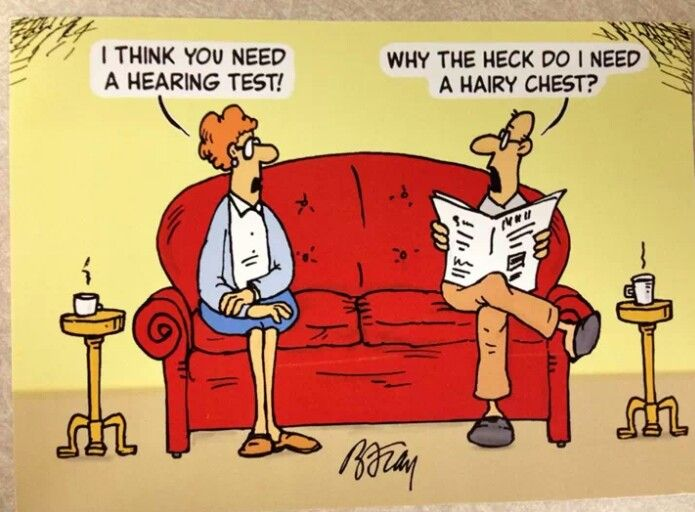 I THINK YOU NEED
A HEARING TEST!
WHY THE HECK DO I NEED
A HAIRY CHEST?